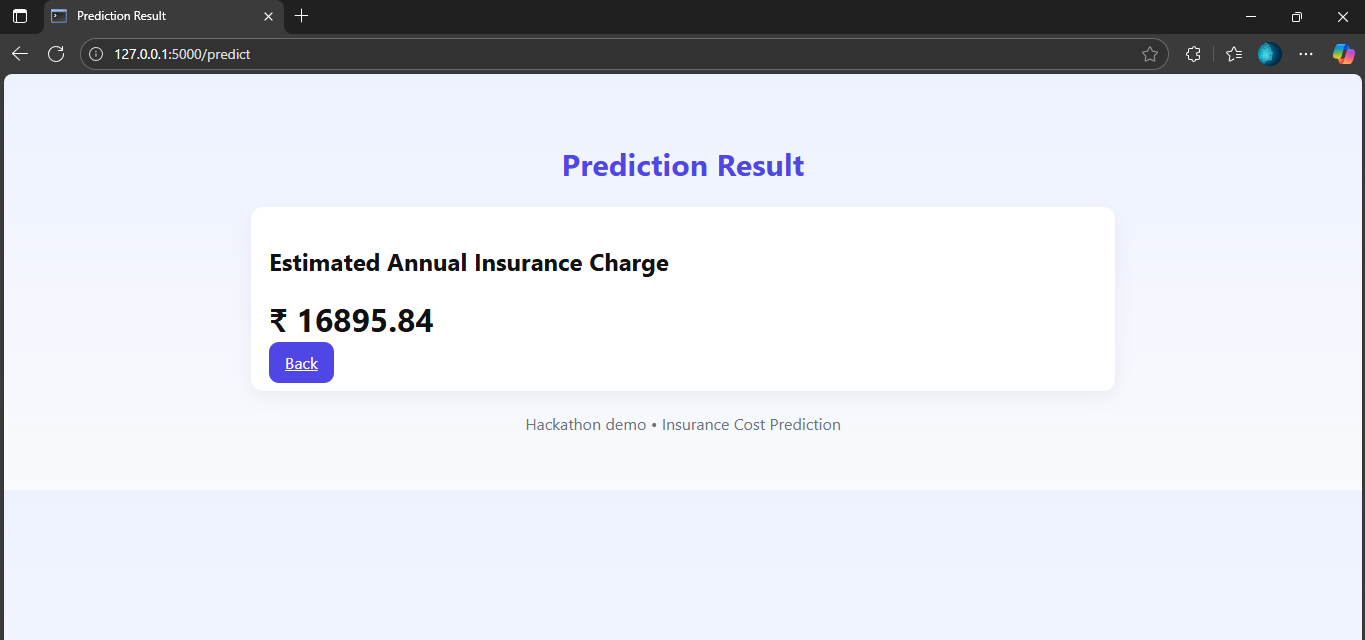 Prediction Result
127.0.0.1:5000/predict
Prediction Result
Estimated Annual Insurance Charge
₹ 16895.84
Back
Hackathon demo • Insurance Cost Prediction